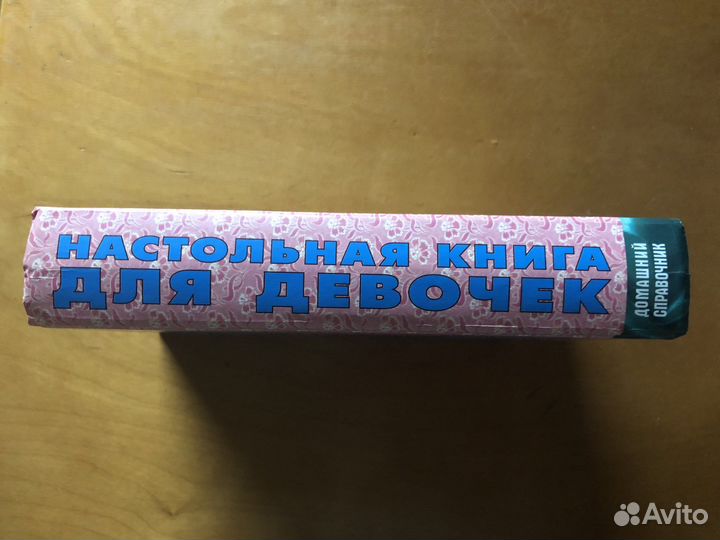 НАСТОЛЬНАЯ КНИГА
ДЛЯ ДЕВОЧЕК
ДОМАШНИЙ
СПРАВОЧНИК
Avito